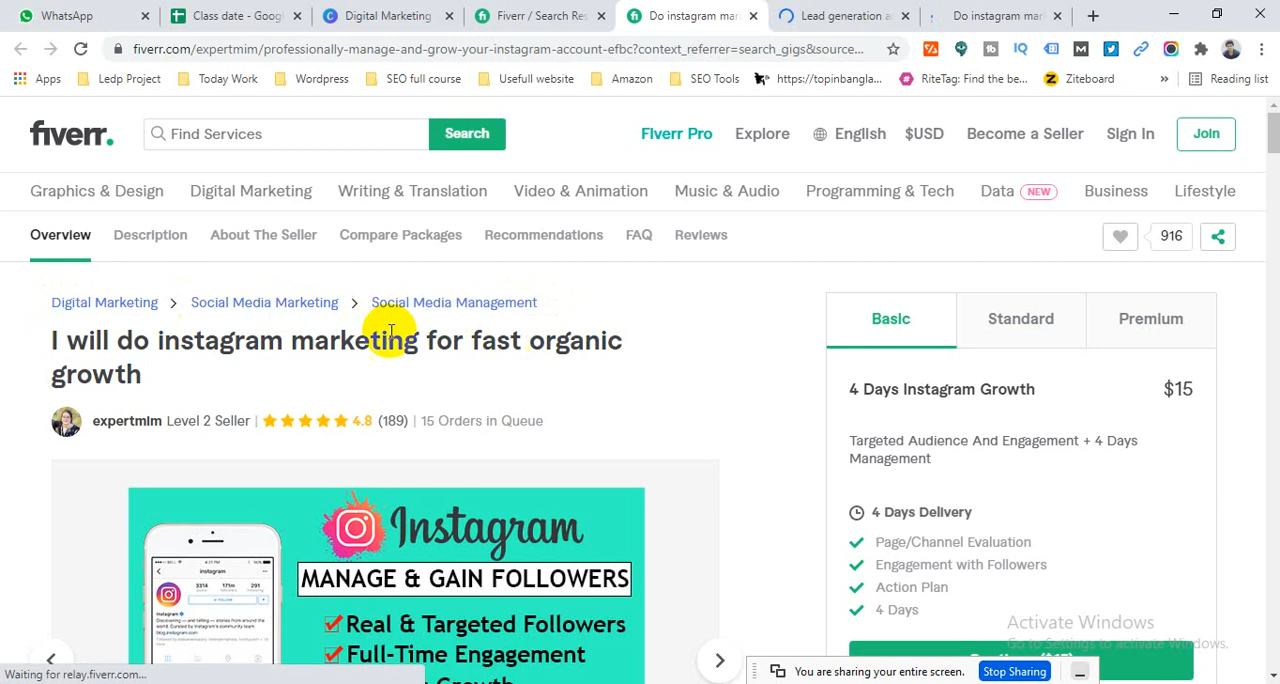 WhatsApp
Class date - Goog
Digital Marketing
Fiverr / Search Res
Do instagram mar
Lead generation a
Do instagram mar
fiverr.com/expertmim/professionally-manage-and-grow-your-instagram-account-efbc?context_referrer=search_gigs&source...
Apps
Ledp Project
Today Work
Wordpress
SEO full course
Usefull website
Amazon
SEO Tools
https://topinbangla...
RiteTag: Find the be...
Ziteboard
»
Reading list
fiverr.
Find Services
Search
Fiverr Pro
Explore
English
$USD
Become a Seller
Sign In
Join
Graphics & Design
Digital Marketing
Writing & Translation
Video & Animation
Music & Audio
Programming & Tech
Data NEW
Business
Lifestyle
Overview
Description
About The Seller
Compare Packages
Recommendations
FAQ
Reviews
916
Digital Marketing > Social Media Marketing > Social Media Management
I will do instagram marketing for fast organic
growth
expertmim Level 2 Seller | 4.8 (189) | 15 Orders in Queue
Instagram
MANAGE & GAIN FOLLOWERS
Real & Targeted Followers
Full-Time Engagement
Basic
Standard
Premium
4 Days Instagram Growth $15
Targeted Audience And Engagement + 4 Days
Management
4 Days Delivery
Page/Channel Evaluation
Engagement with Followers
Action Plan
4 Days
Activate Windows
Go to Settings to activate Windows.
Waiting for relay.fiverr.com...
You are sharing your entire screen.
Stop Sharing